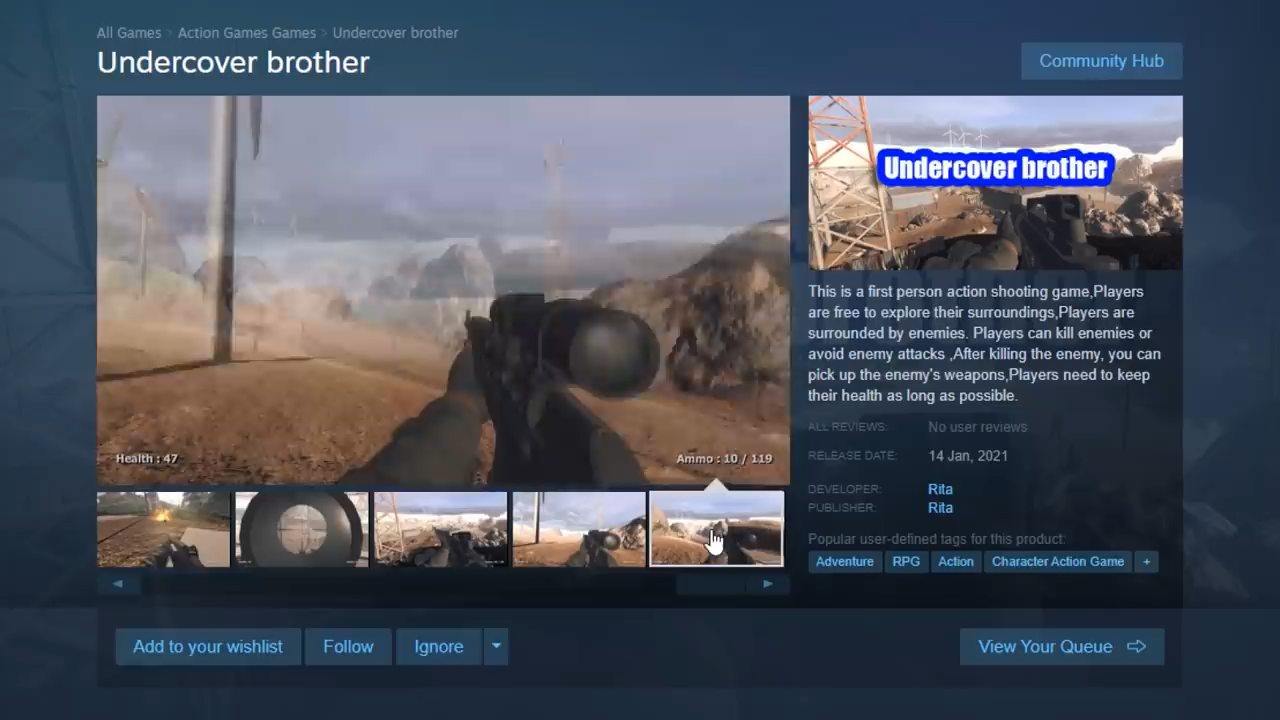 All Games > Action Games Games > Undercover brother
Undercover brother
Community Hub
Undercover brother
This is a first person action shooting game,Players
are free to explore their surroundings,Players are
surrounded by enemies. Players can kill enemies or
avoid enemy attacks ,After killing the enemy, you can
pick up the enemy's weapons,Players need to keep
their health as long as possible.
Health : 47
Ammo : 10 / 119
ALL REVIEWS: No user reviews
RELEASE DATE: 14 Jan, 2021
DEVELOPER: Rita
PUBLISHER: Rita
Popular user-defined tags for this product:
Adventure RPG Action Character Action Game +
Add to your wishlist Follow Ignore View Your Queue